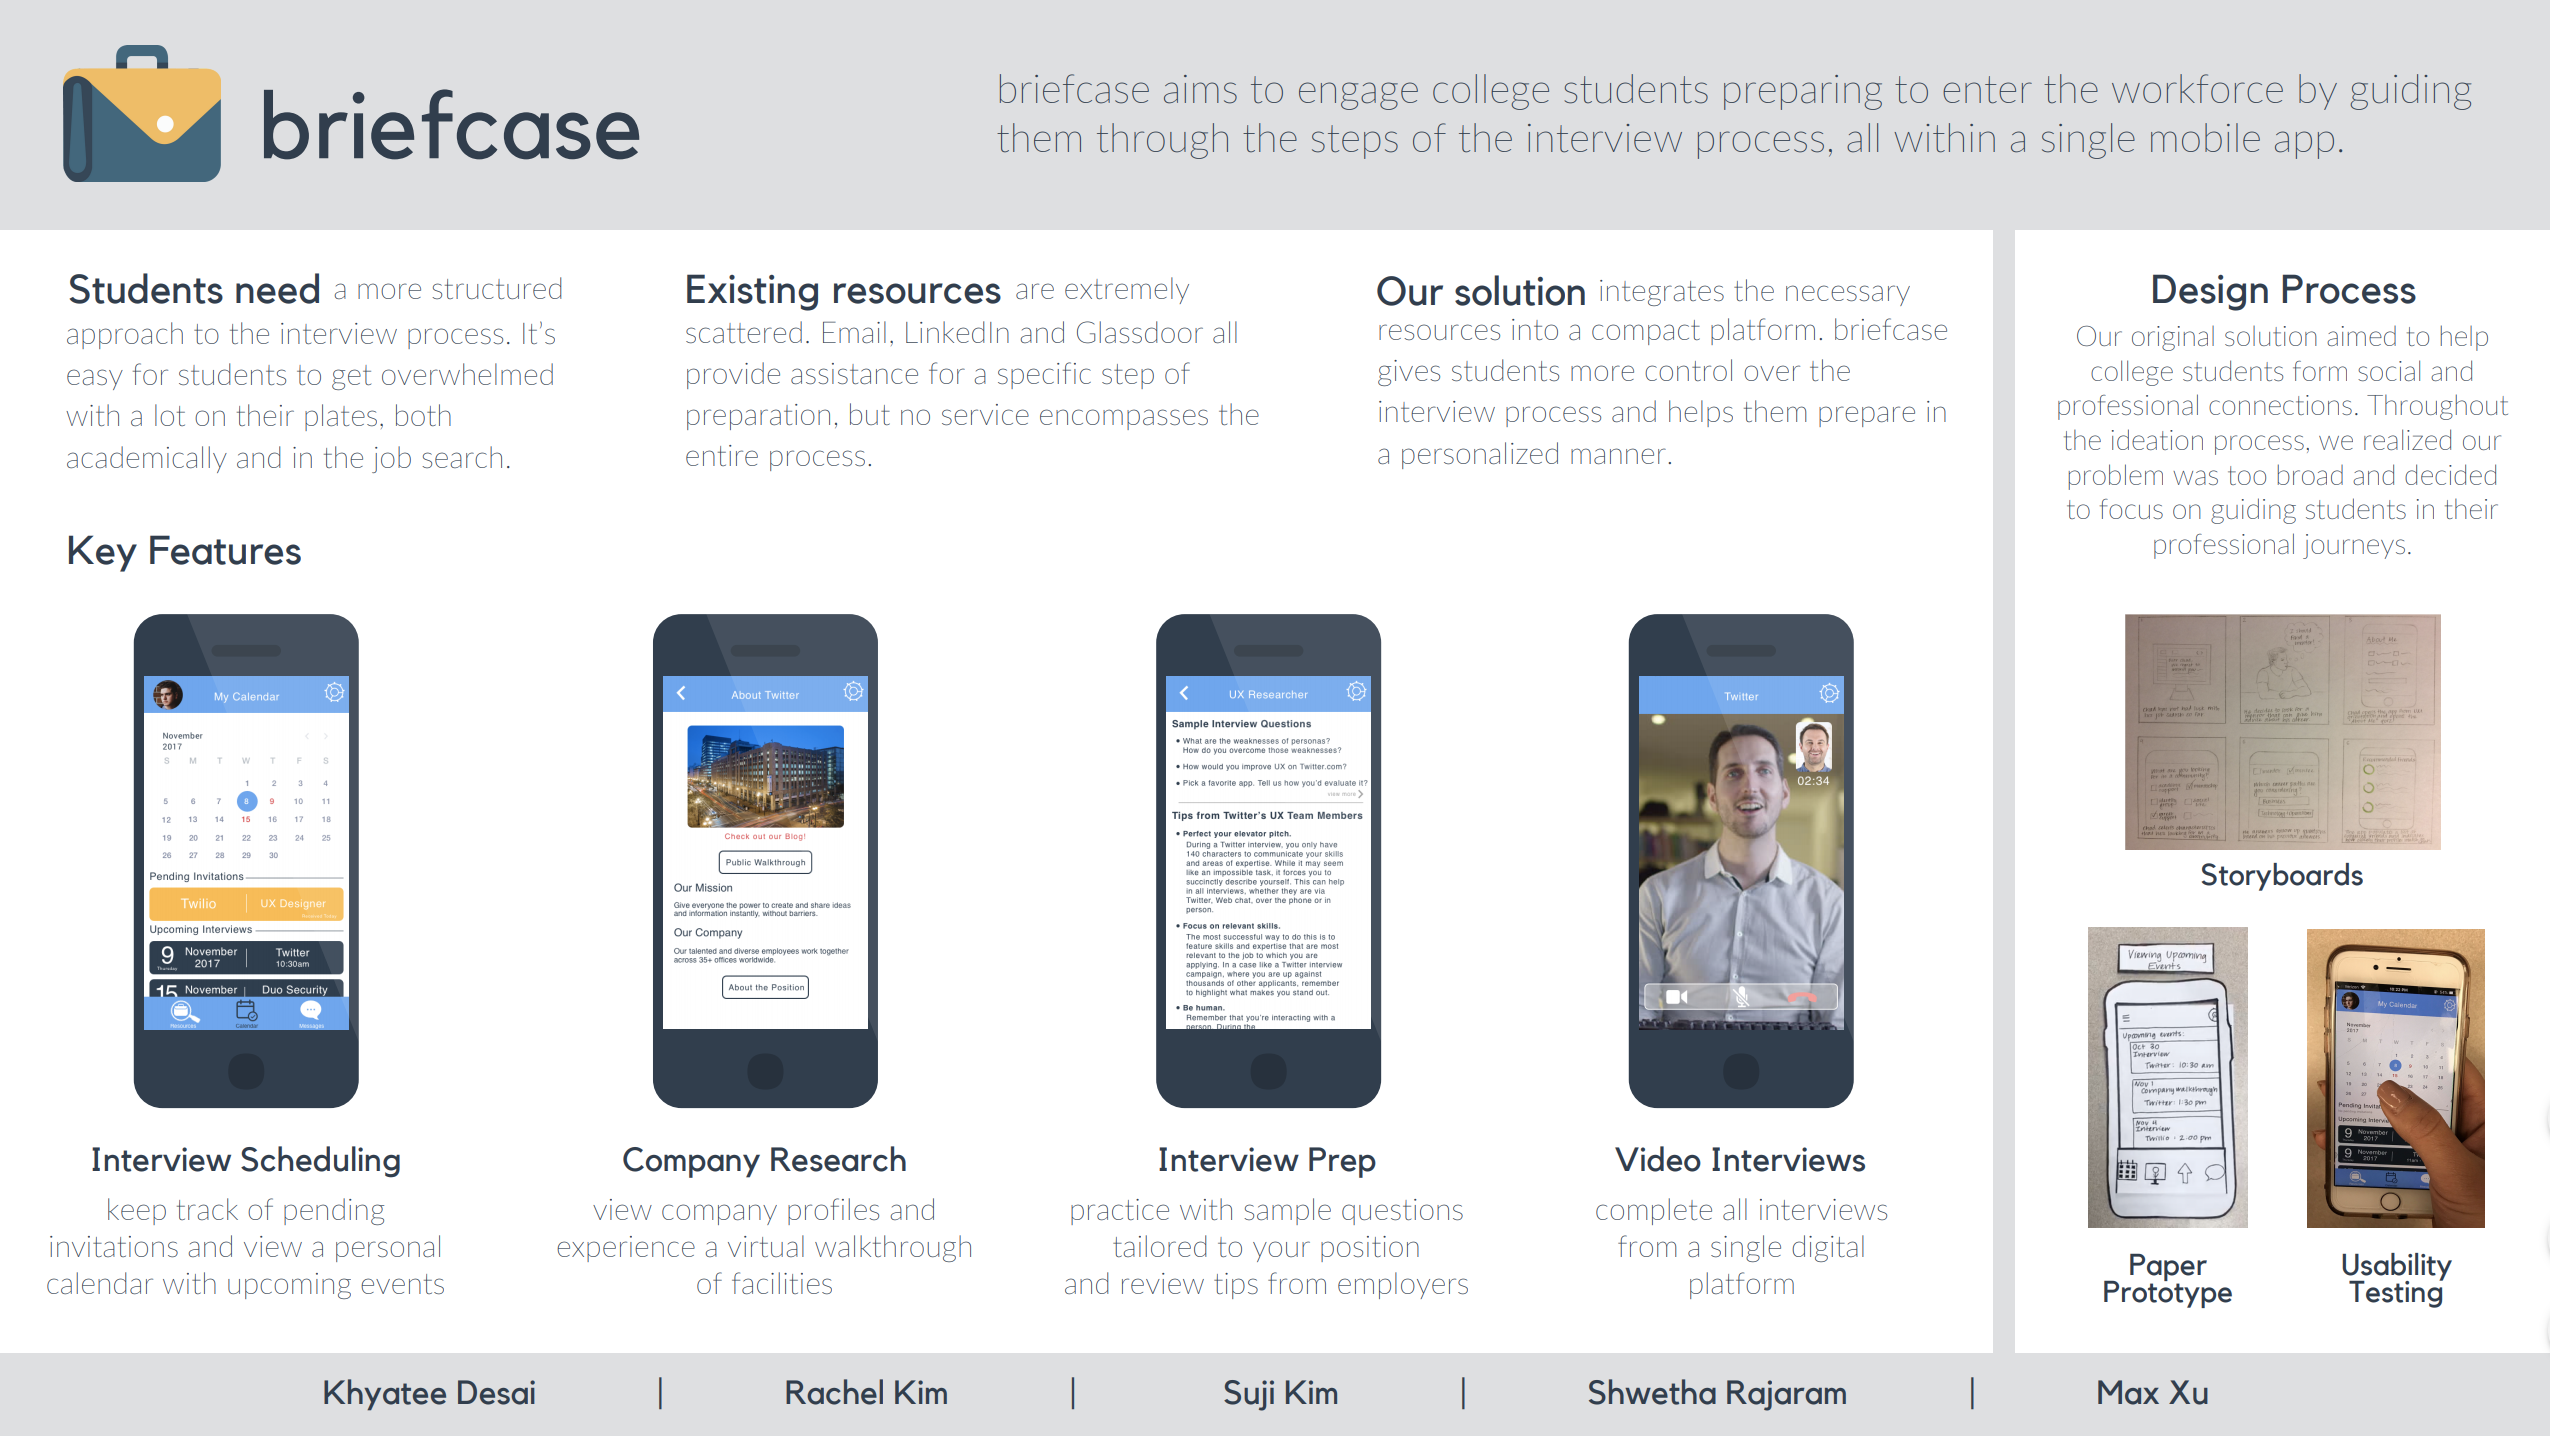 briefcase
briefcase aims to engage college students preparing to enter the workforce by guiding
them through the steps of the interview process, all within a single mobile app.
Students need a more structured
approach to the interview process. It's
easy for students to get overwhelmed
with a lot on their plates, both
academically and in the job search.
Existing resources are extremely
scattered. Email, LinkedIn and Glassdoor all
provide assistance for a specific step of
preparation, but no service encompasses the
entire process.
Our solution integrates the necessary
resources into a compact platform. briefcase
gives students more control over the
interview process and helps them prepare in
a personalized manner.
Key Features
My Calendar
November
2017
S M T W T F S
1 2 3 4
5 6 7 8 9 10 11
12 13 14 15 16 17 18
19 20 21 22 23 24 25
26 27 28 29 30
Pending Invitations
Twilio UX Designer
Upcoming Interviews
9 November Twitter
Thursday 2017 10:30am
15 November Duo Security
Resources Calendar Messages
Interview Scheduling
keep track of pending
invitations and view a personal
calendar with upcoming events
About Twitter
Check out our Blog!
Public Walkthrough
Our Mission
Give everyone the power to create and share ideas
and information instantly, without barriers.
Our Company
Our talented and diverse employees work together
across 35+ offices worldwide.
About the Position
Company Research
view company profiles and
experience a virtual walkthrough
of facilities
UX Researcher
Sample Interview Questions
• What are the weaknesses of personas?
How do you overcome those weaknesses?
• How would you improve UX on Twitter.com?
• Pick a favorite app. Tell us how you'd evaluate it?
view more
Tips from Twitter's UX Team Members
• Perfect your elevator pitch.
During a Twitter interview, you only have
140 characters to communicate your skills
and areas of expertise. While it may seem
like an impossible task, it forces you to
succinctly describe yourself. This can help
in all interviews, whether they are via
Twitter, Web chat, over the phone or in
person.
• Focus on relevant skills.
The most successful way to do this is to
feature skills and expertise that are most
relevant to the job to which you are
applying. In a case like a Twitter interview
campaign, where you are up against
thousands of other applicants, remember
to highlight what makes you stand out.
• Be human.
Remember that you're interacting with a
person. During the
Interview Prep
practice with sample questions
tailored to your position
and review tips from employers
Twitter
02:34
Video Interviews
complete all interviews
from a single digital
platform
Design Process
Our original solution aimed to help
college students form social and
professional connections. Throughout
the ideation process, we realized our
problem was too broad and decided
to focus on guiding students in their
professional journeys.
About Me
Storyboards
Viewing Upcoming
Events
Upcoming events:
Oct 30
Interview
Twitter: 10:30 am
Nov 1
Company walkthrough
Twitter: 1:30 pm
Nov 4
Interview
Twillio : 2:00 pm
Paper
Prototype
My Calendar
November
2017
Pending Invita
Upcoming Intervie
9 November
2017
9 November
2017
Usability
Testing
Khyatee Desai | Rachel Kim | Suji Kim | Shwetha Rajaram | Max Xu